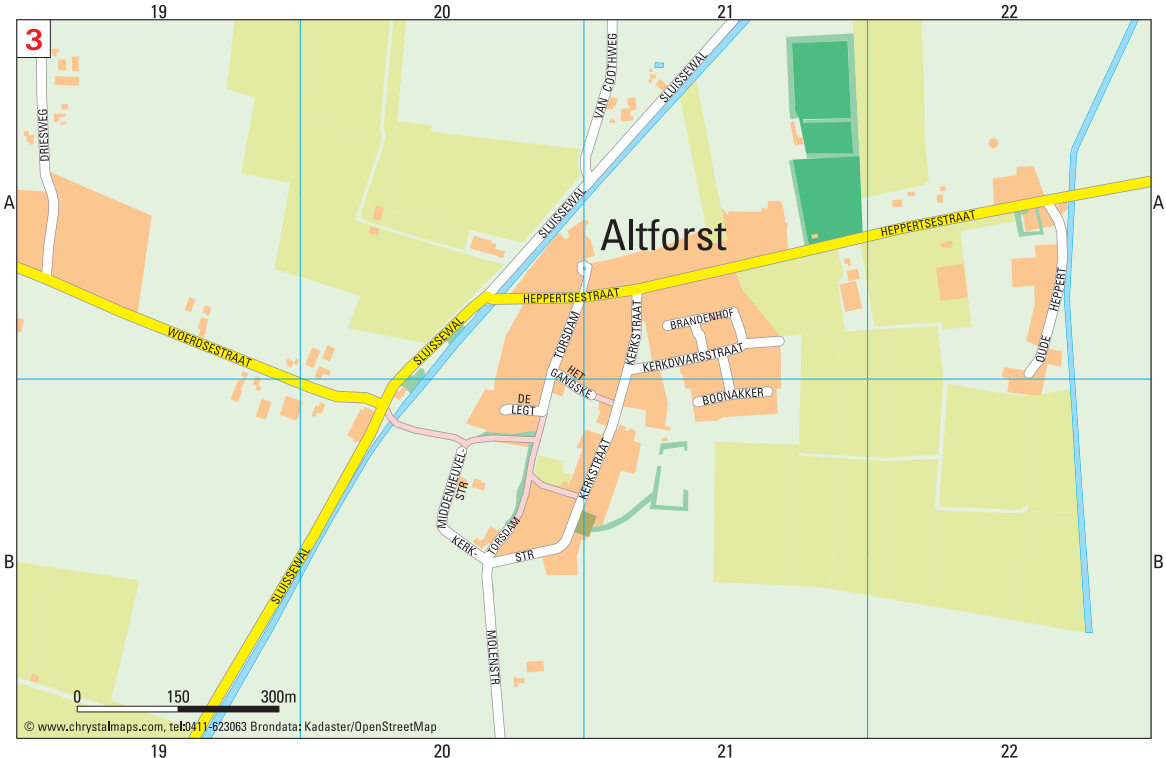 19 20 21 22
3
DRIESWEG
VAN COOTHWEG
SLUISSEWAL
A
A
SLUISSEWAL
Altforst
HEPPERTSESTRAAT
HEPPERTSESTRAAT
OUDE HEPPERT
WOERDSESTRAAT
SLUISSEWAL
TORSDAM
KERKSTRAAT
BRANDENHOF
KERKDWARSSTRAAT
HET
GANGSKE
DE
LEGT
BOONAKKER
MIDDENHEUVEL-
STR
KERKSTRAAT
TORSDAM
KERK-
STR
B
B
SLUISSEWAL
MOLENSTR
0 150 300m
© www.chrystalmaps.com, tel:0411-623063 Brondata: Kadaster/OpenStreetMap
19 20 21 22